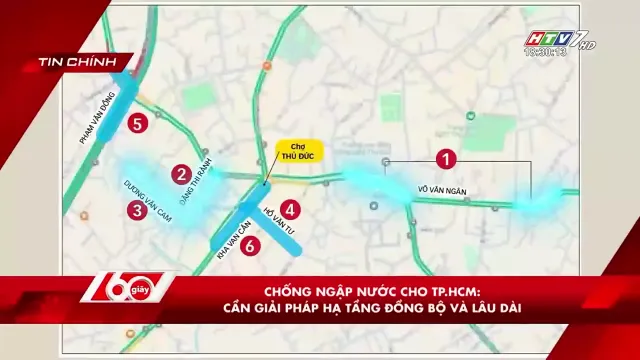 TIN CHÍNH
HTV7 HD
18:30:13
PHẠM VĂN ĐỒNG
5
2
ĐẶNG THỊ RÀNH
DƯƠNG VĂN CAM
3
Chợ
THỦ ĐỨC
1
VÕ VĂN NGÂN
4
HỒ VĂN TƯ
KHA VẠN CÂN
6
60 giây
CHỐNG NGẬP NƯỚC CHO TP.HCM:
CẦN GIẢI PHÁP HẠ TẦNG ĐỒNG BỘ VÀ LÂU DÀI